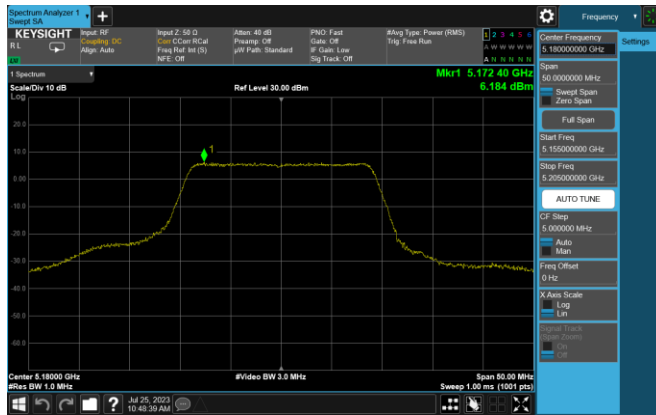 Spectrum Analyzer 1
Swept SA
+
Frequency
KEYSIGHT
R L
Input: RF
Coupling: DC
Align: Auto
Input Z: 50 Ω
Corr CCorr RCal
Freq Ref: Int (S)
NFE: Off
Atten: 40 dB
Preamp: Off
µW Path: Standard
PNO: Fast
Gate: Off
IF Gain: Low
Sig Track: Off
#Avg Type: Power (RMS)
Trig: Free Run
1 2 3 4 5 6
A W W W W W
A N N N N N
1 Spectrum
Scale/Div 10 dB
Log
Ref Level 30.00 dBm
Mkr1 5.172 40 GHz
6.184 dBm
20.0
10.0
0.00
-10.0
-20.0
-30.0
-40.0
-50.0
-60.0
1
Center 5.18000 GHz
#Res BW 1.0 MHz
#Video BW 3.0 MHz
Span 50.00 MHz
Sweep 1.00 ms (1001 pts)
?
Jul 25, 2023
10:48:39 AM
Center Frequency
5.180000000 GHz
Settings
Span
50.0000000 MHz
Swept Span
Zero Span
Full Span
Start Freq
5.155000000 GHz
Stop Freq
5.205000000 GHz
AUTO TUNE
CF Step
5.000000 MHz
Auto
Man
Freq Offset
0 Hz
X Axis Scale
Log
Lin
Signal Track
(Span Zoom)
On
Off